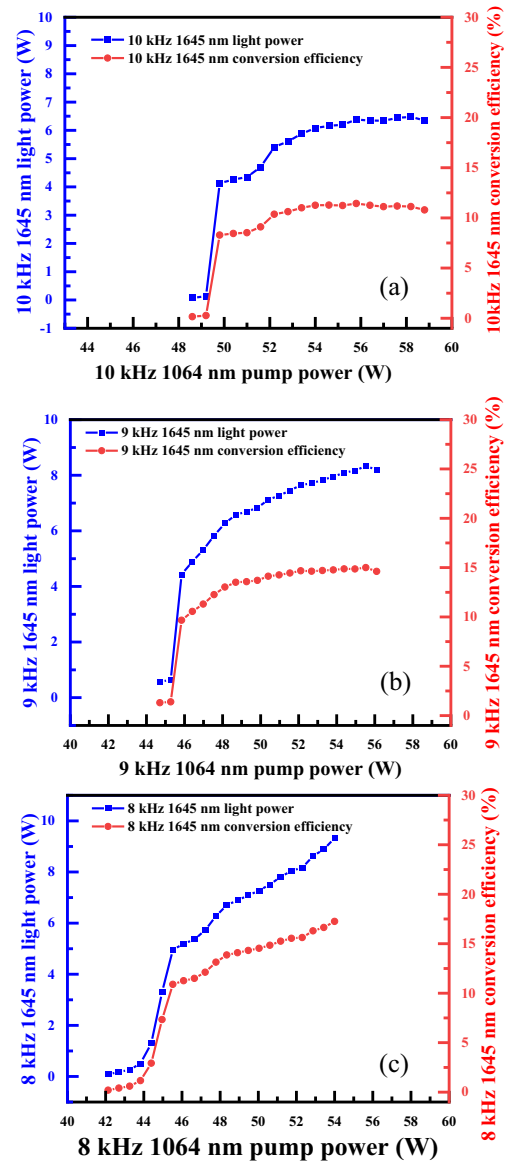 10 kHz 1645 nm light power
10 kHz 1645 nm conversion efficiency
10 kHz 1645 nm light power (W)
10
9
8
7
6
5
4
3
2
1
0
-1
10kHz 1645 nm conversion efficiency (%)
30
25
20
15
10
5
0
(a)
44 46 48 50 52 54 56 58 60
10 kHz 1064 nm pump power (W)
9 kHz 1645 nm light power
9 kHz 1645 nm conversion efficiency
9 kHz 1645 nm light power (W)
10
8
6
4
2
0
9 kHz 1645 nm conversion efficiency (%)
30
25
20
15
10
5
0
(b)
40 42 44 46 48 50 52 54 56 58 60
9 kHz 1064 nm pump power (W)
8 kHz 1645 nm light power
8 kHz 1645 nm conversion efficiency
8 kHz 1645 nm light power (W)
10
8
6
4
2
0
8 kHz 1645 nm conversion efficiency (%)
30
25
20
15
10
5
0
(c)
40 42 44 46 48 50 52 54 56 58 60
8 kHz 1064 nm pump power (W)